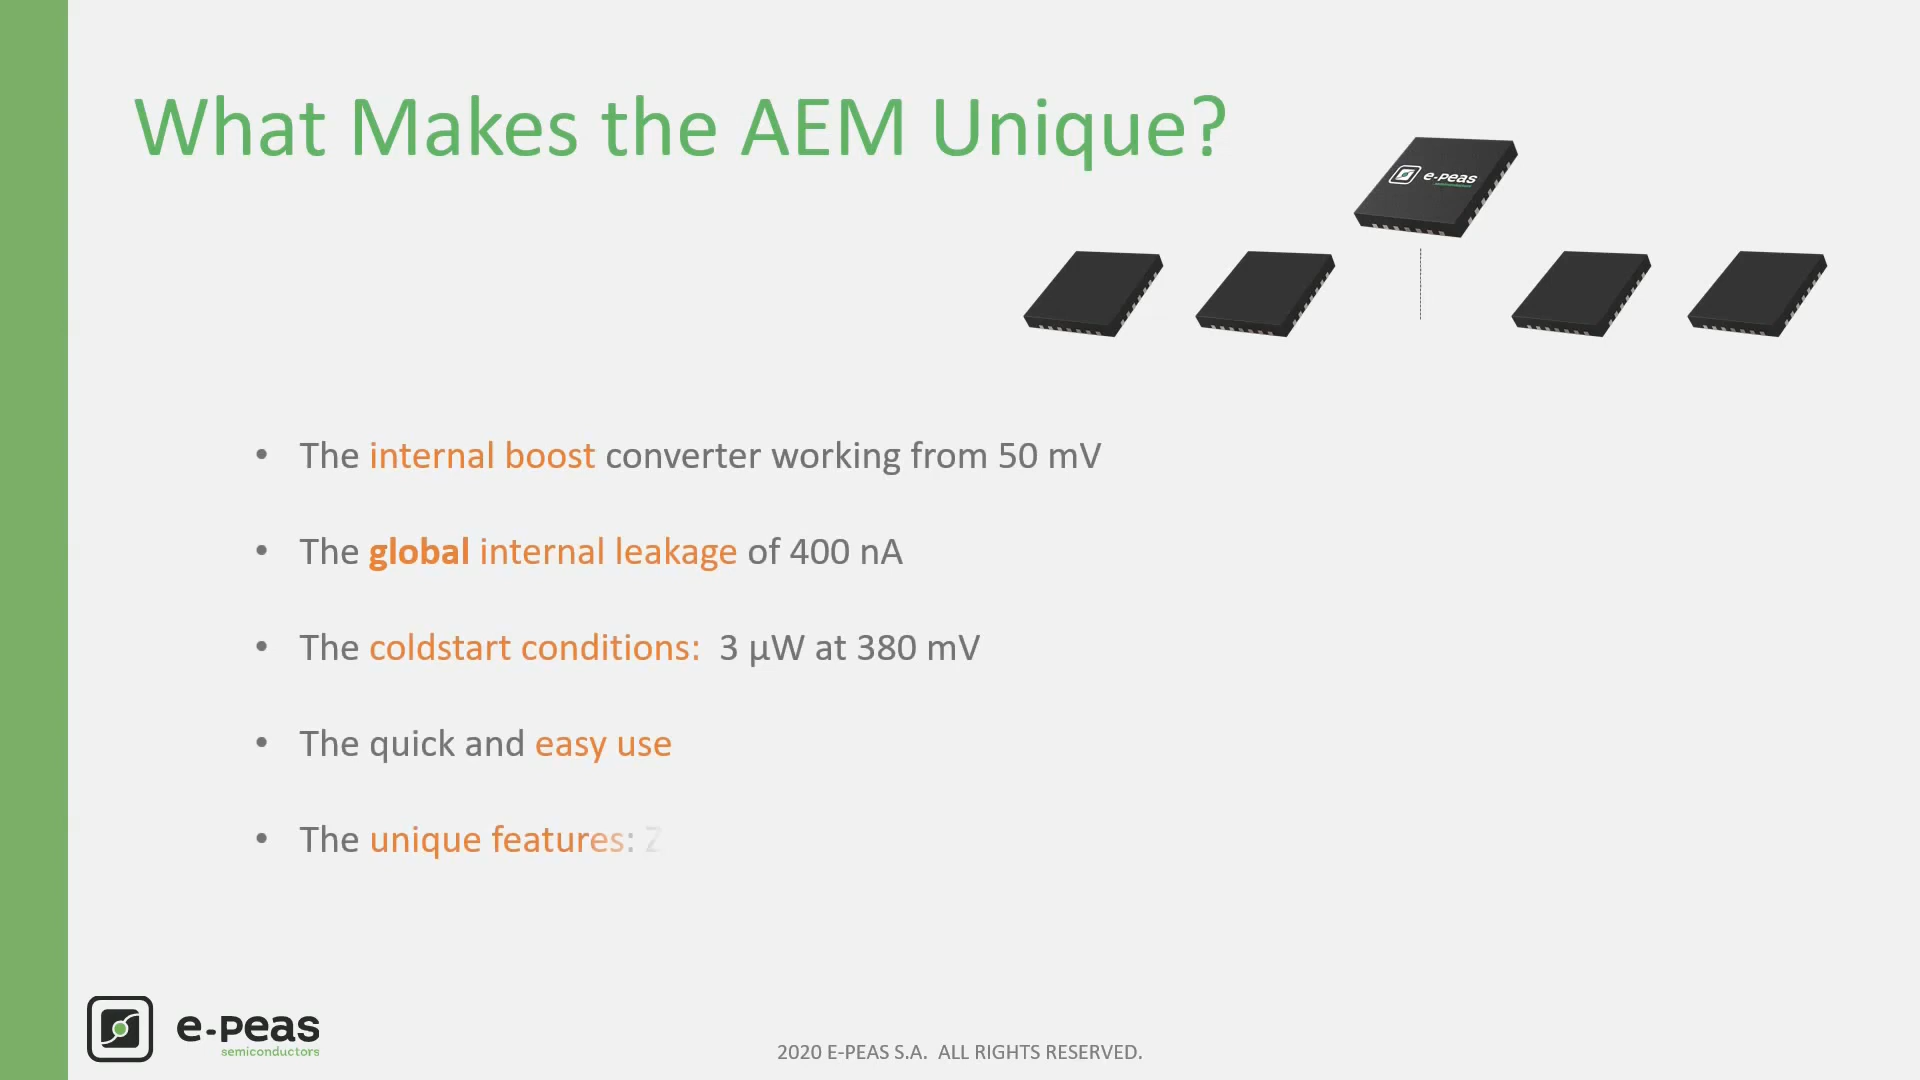 What Makes the AEM Unique?
e-peas
• The internal boost converter working from 50 mV
• The global internal leakage of 400 nA
• The coldstart conditions:  3 µW at 380 mV
• The quick and easy use
• The unique features: Z
e-peas
semiconductors
2020 E-PEAS S.A.  ALL RIGHTS RESERVED.